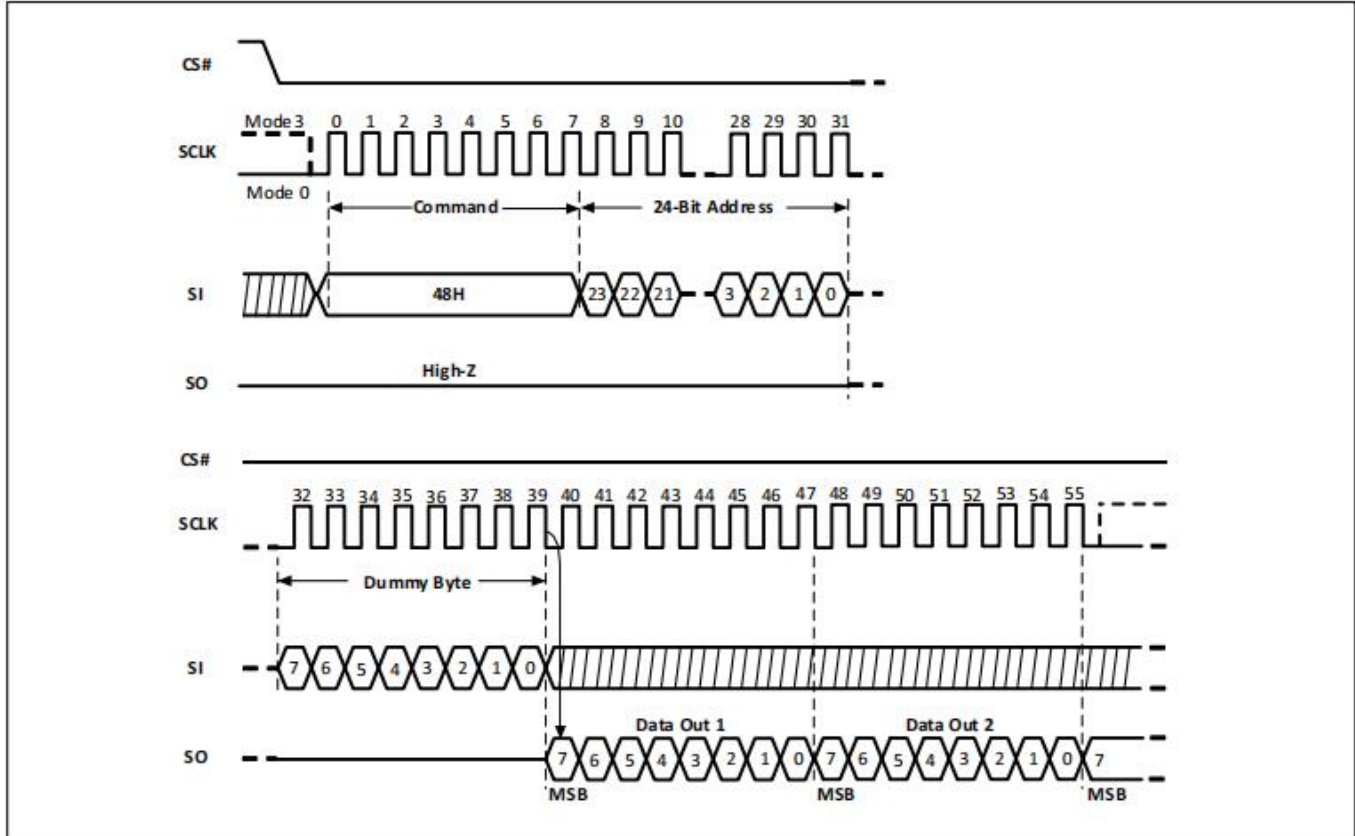 CS#
Mode 3 0 1 2 3 4 5 6 7 8 9 10 28 29 30 31
SCLK
Mode 0
Command 24-Bit Address
SI 48H 23 22 21 3 2 1 0
High-Z
SO
CS#
32 33 34 35 36 37 38 39 40 41 42 43 44 45 46 47 48 49 50 51 52 53 54 55
SCLK
Dummy Byte
SI 7 6 5 4 3 2 1 0
Data Out 1 Data Out 2
SO 7 6 5 4 3 2 1 0 7 6 5 4 3 2 1 0 7
MSB MSB MSB